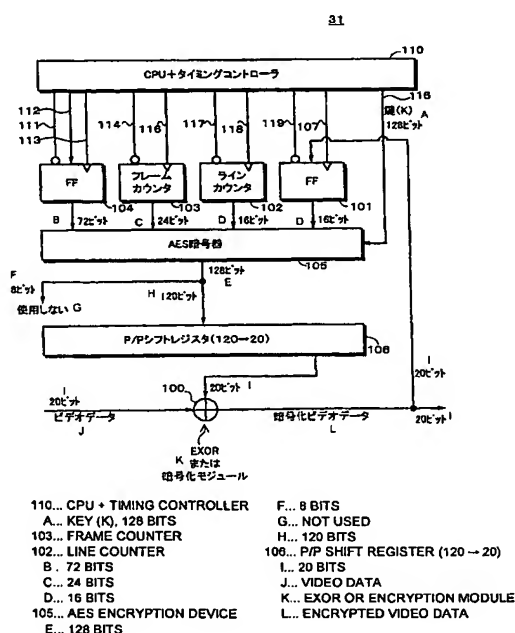 31
110
CPU+タイミングコントローラ
112
111
113
114
116
117
118
119
107
116
鍵(K) A
128ビット
FF
フレーム
カウンタ
ライン
カウンタ
FF
104
103
102
101
B 72ビット
C 24ビット
D 16ビット
D 16ビット
AES暗号器
105
128ビット
E
F
8ビット
H 120ビット
使用しない G
P/Pシフトレジスタ(120→20)
106
20ビット I
I
20ビット
I
20ビット
100
ビデオデータ
J
暗号化ビデオデータ
L
I
K EXOR
または
暗号化モジュール
110... CPU + TIMING CONTROLLER
A... KEY (K), 128 BITS
103... FRAME COUNTER
102... LINE COUNTER
B . 72 BITS
C... 24 BITS
D... 16 BITS
105... AES ENCRYPTION DEVICE
E... 128 BITS
F... 8 BITS
G... NOT USED
H... 120 BITS
106... P/P SHIFT REGISTER (120 → 20)
I... 20 BITS
J... VIDEO DATA
K... EXOR OR ENCRYPTION MODULE
L... ENCRYPTED VIDEO DATA